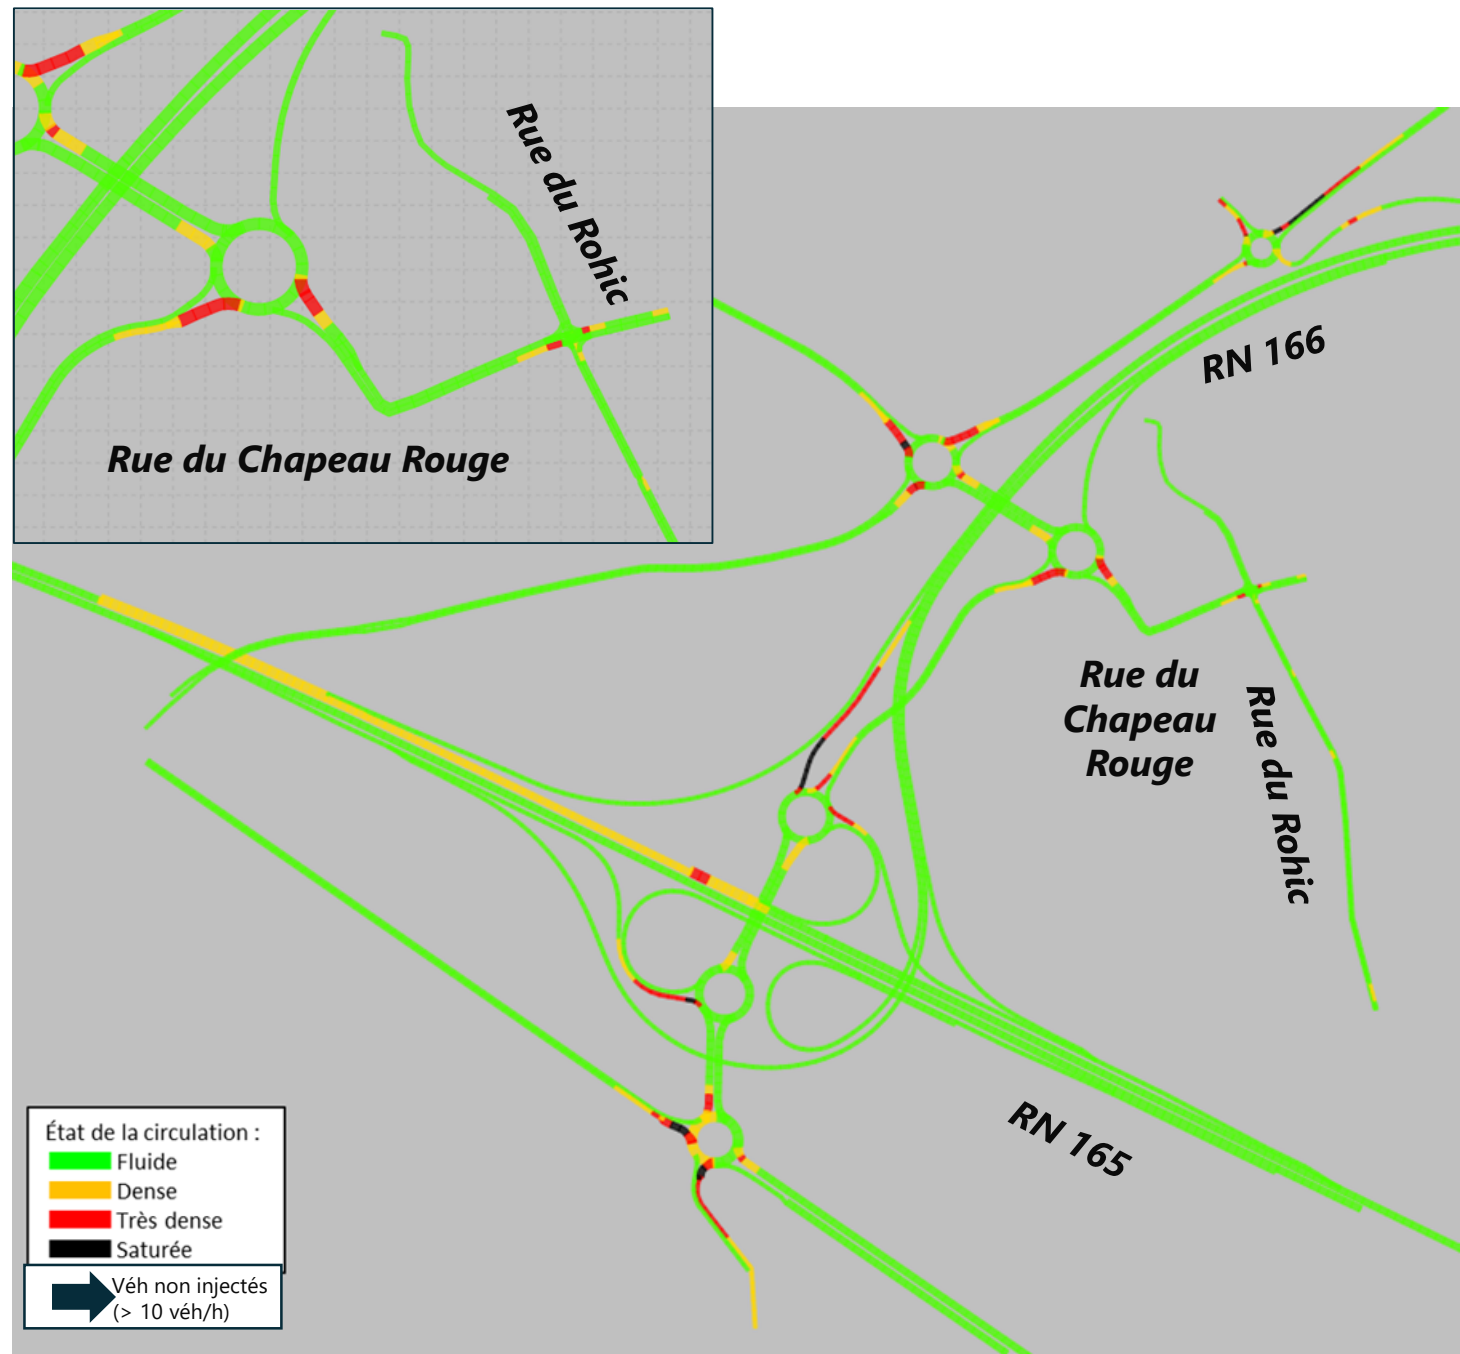 Rue du Rohic
Rue du Chapeau Rouge
RN 166
Rue du
Chapeau
Rouge
Rue du Rohic
RN 165
État de la circulation :
Fluide
Dense
Très dense
Saturée
Véh non injectés
(> 10 véh/h)